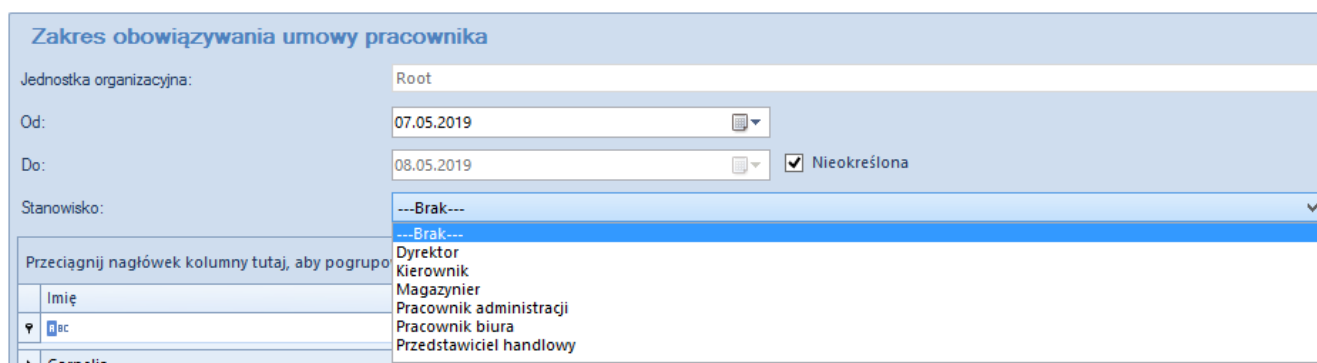 Zakres obowiązywania umowy pracownika
Jednostka organizacyjna: Root
Od: 07.05.2019
Do: 08.05.2019 Nieokreślona
Stanowisko: ---Brak---
---Brak---
Dyrektor
Kierownik
Magazynier
Pracownik administracji
Pracownik biura
Przedstawiciel handlowy
Przeciągnij nagłówek kolumny tutaj, aby pogrupo
Imię